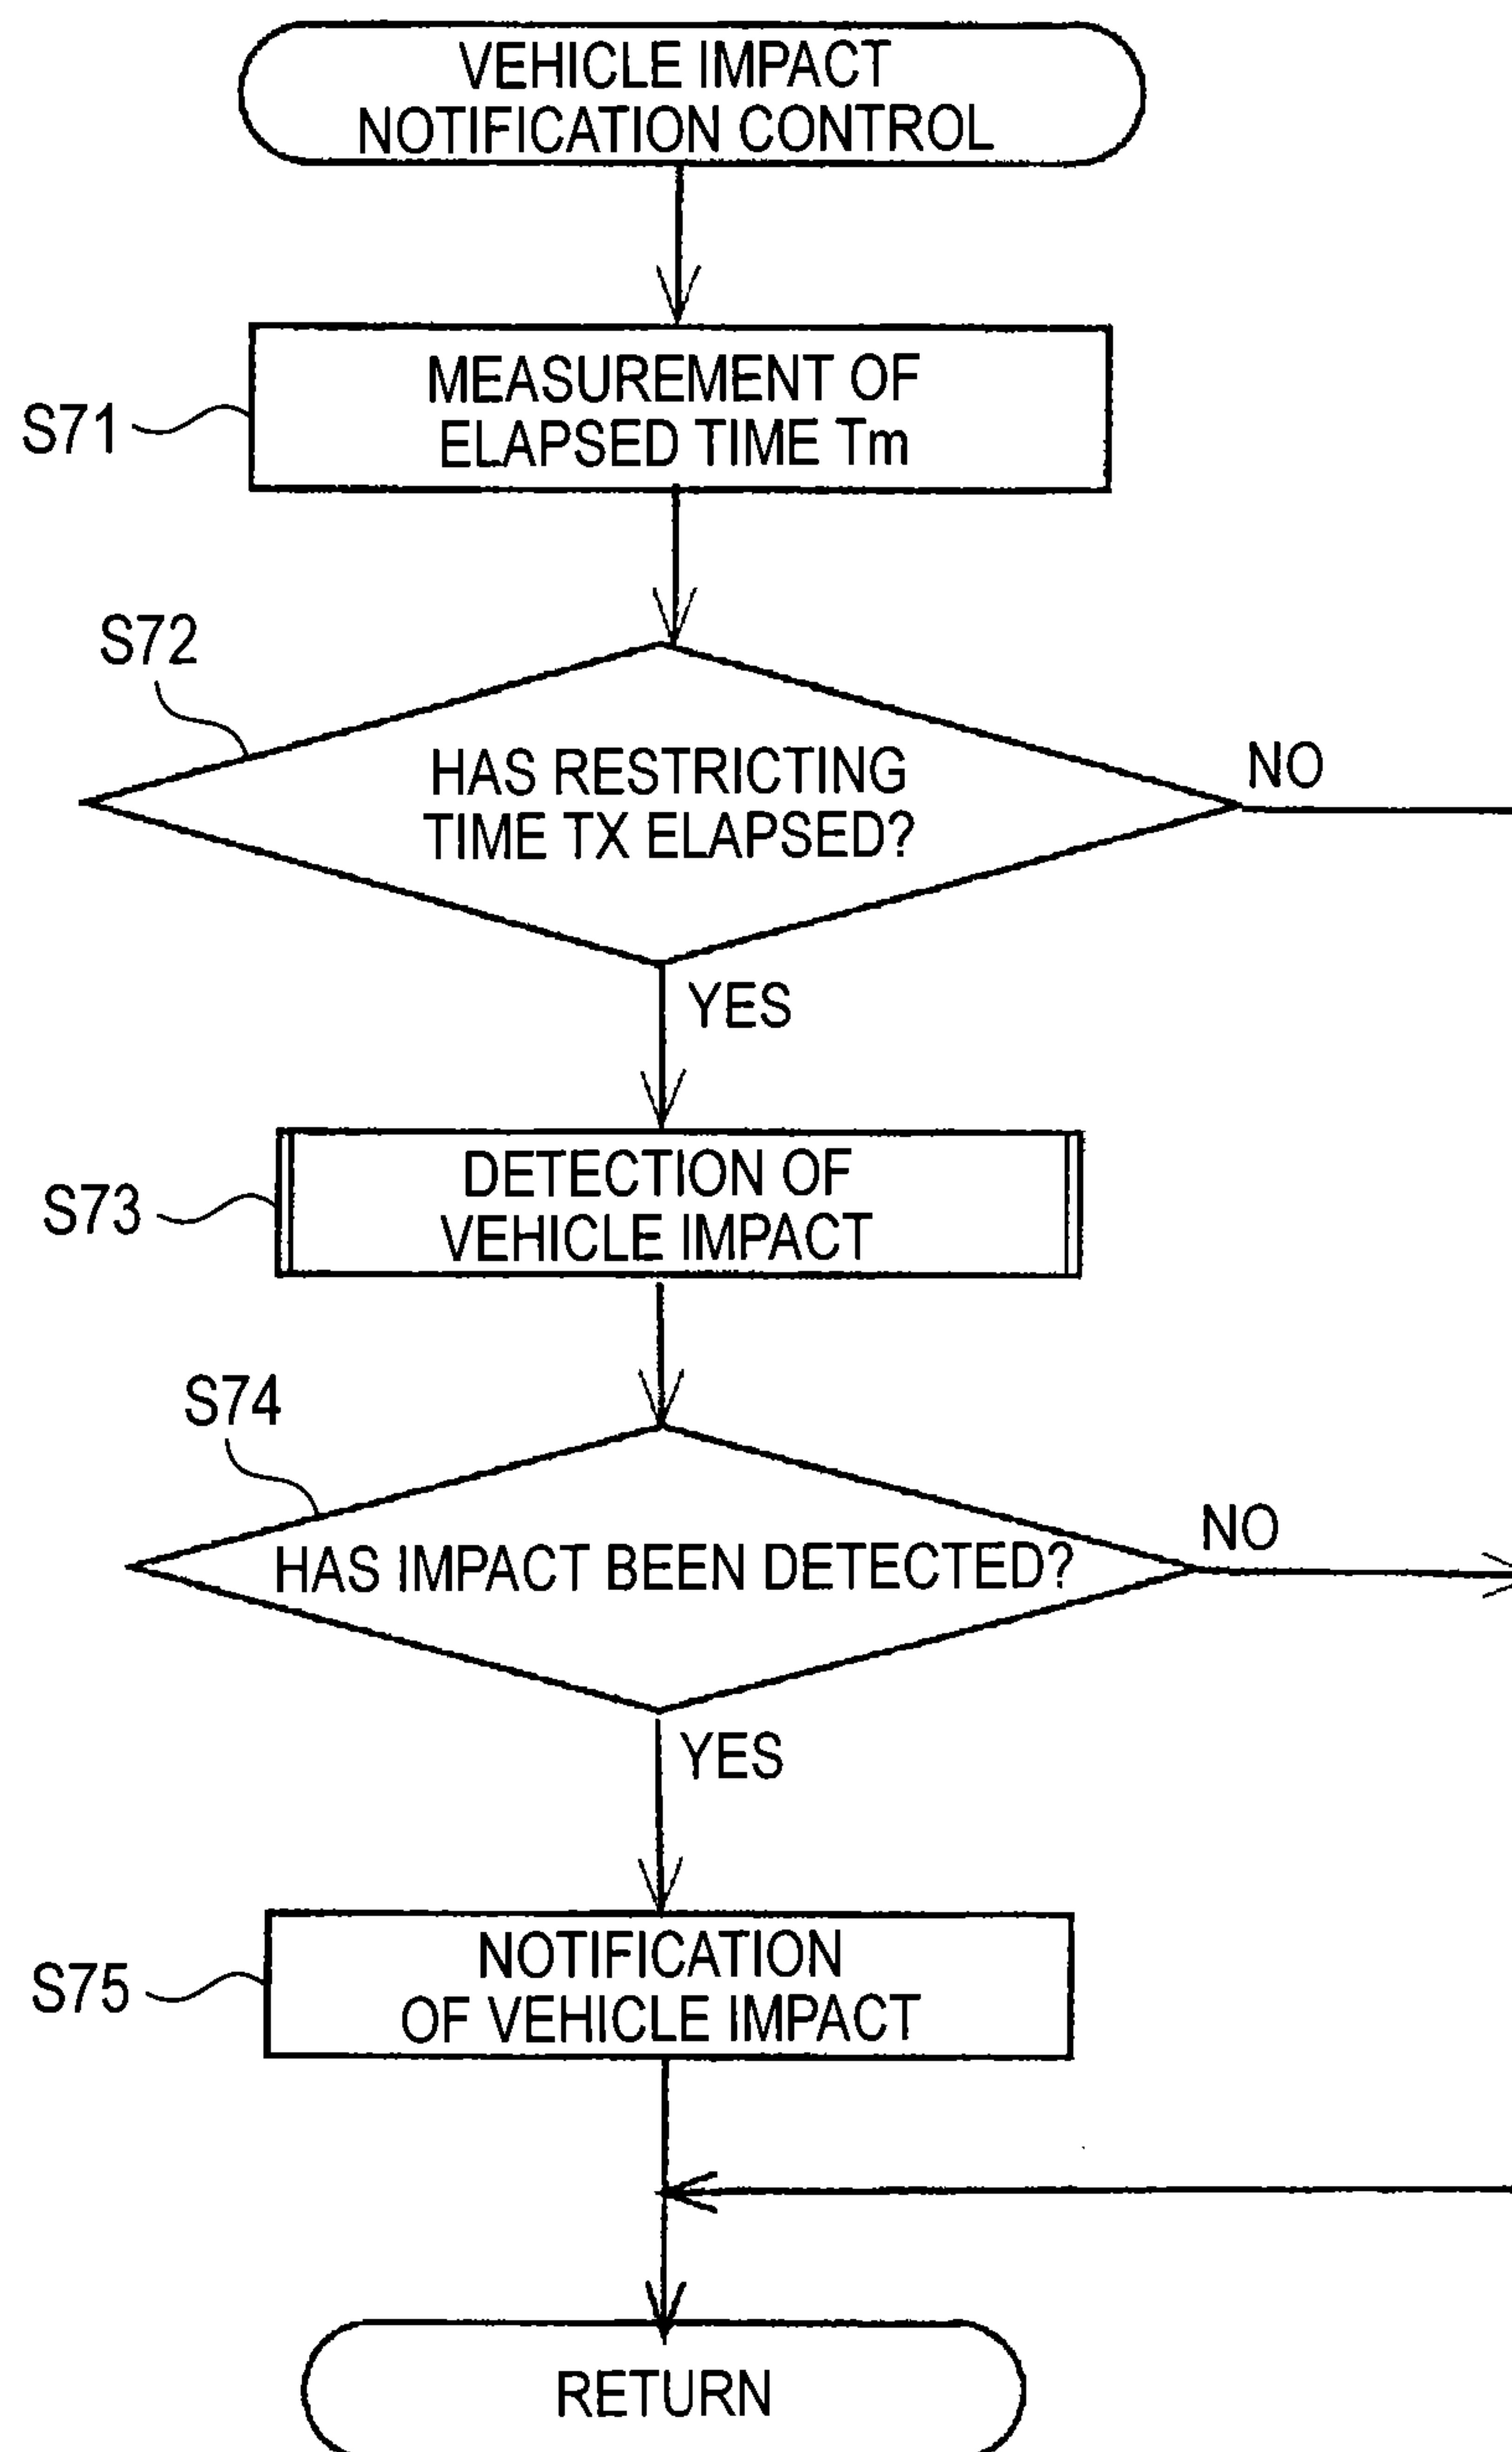 VEHICLE IMPACT
NOTIFICATION CONTROL
S71
MEASUREMENT OF
ELAPSED TIME Tm
S72
HAS RESTRICTING
TIME TX ELAPSED?
NO
YES
S73
DETECTION OF
VEHICLE IMPACT
S74
HAS IMPACT BEEN DETECTED?
NO
YES
S75
NOTIFICATION
OF VEHICLE IMPACT
RETURN